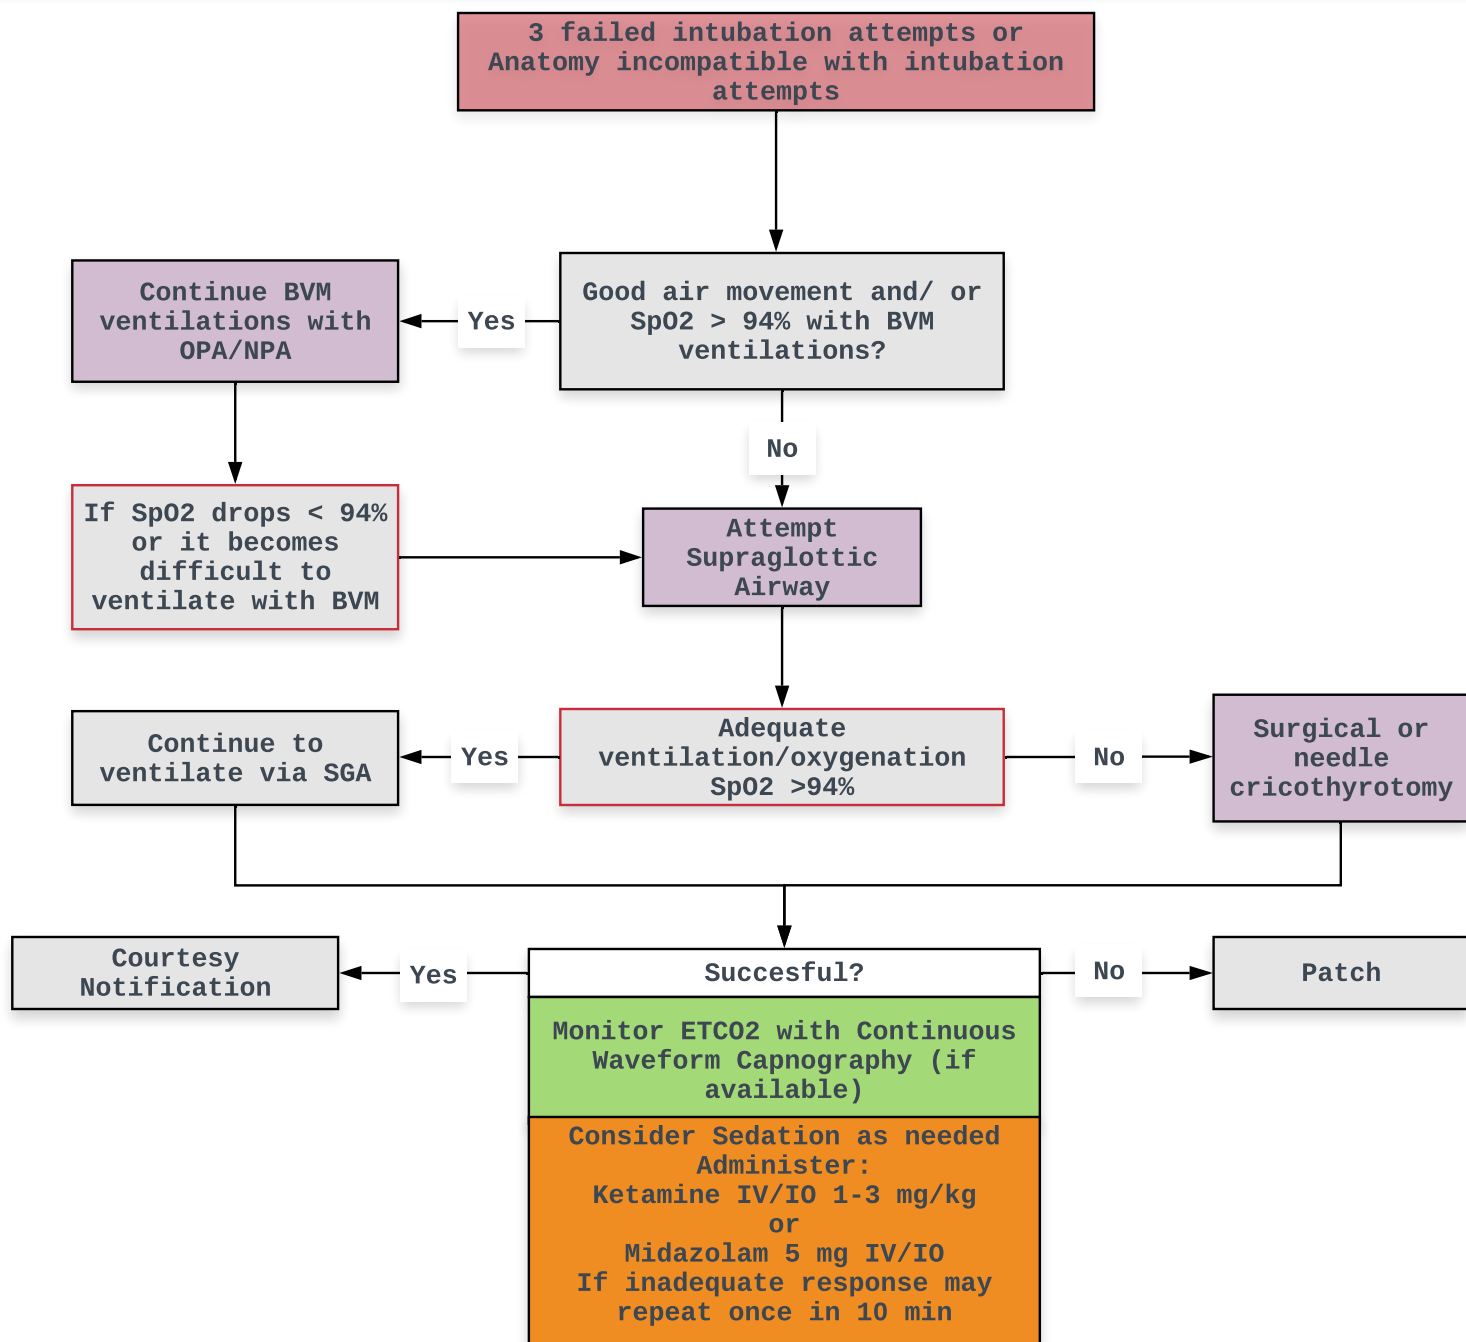 3 failed intubation attempts or
Anatomy incompatible with intubation
attempts
Continue BVM
ventilations with
OPA/NPA
Yes
Good air movement and/ or
SpO2 > 94% with BVM
ventilations?
No
If SpO2 drops < 94%
or it becomes
difficult to
ventilate with BVM
Attempt
Supraglottic
Airway
Continue to
ventilate via SGA
Yes
Adequate
ventilation/oxygenation
SpO2 >94%
No
Surgical or
needle
cricothyrotomy
Courtesy
Notification
Yes
Succesful?
No
Patch
Monitor ETCO2 with Continuous
Waveform Capnography (if
available)
Consider Sedation as needed
Administer:
Ketamine IV/IO 1-3 mg/kg
or
Midazolam 5 mg IV/IO
If inadequate response may
repeat once in 10 min